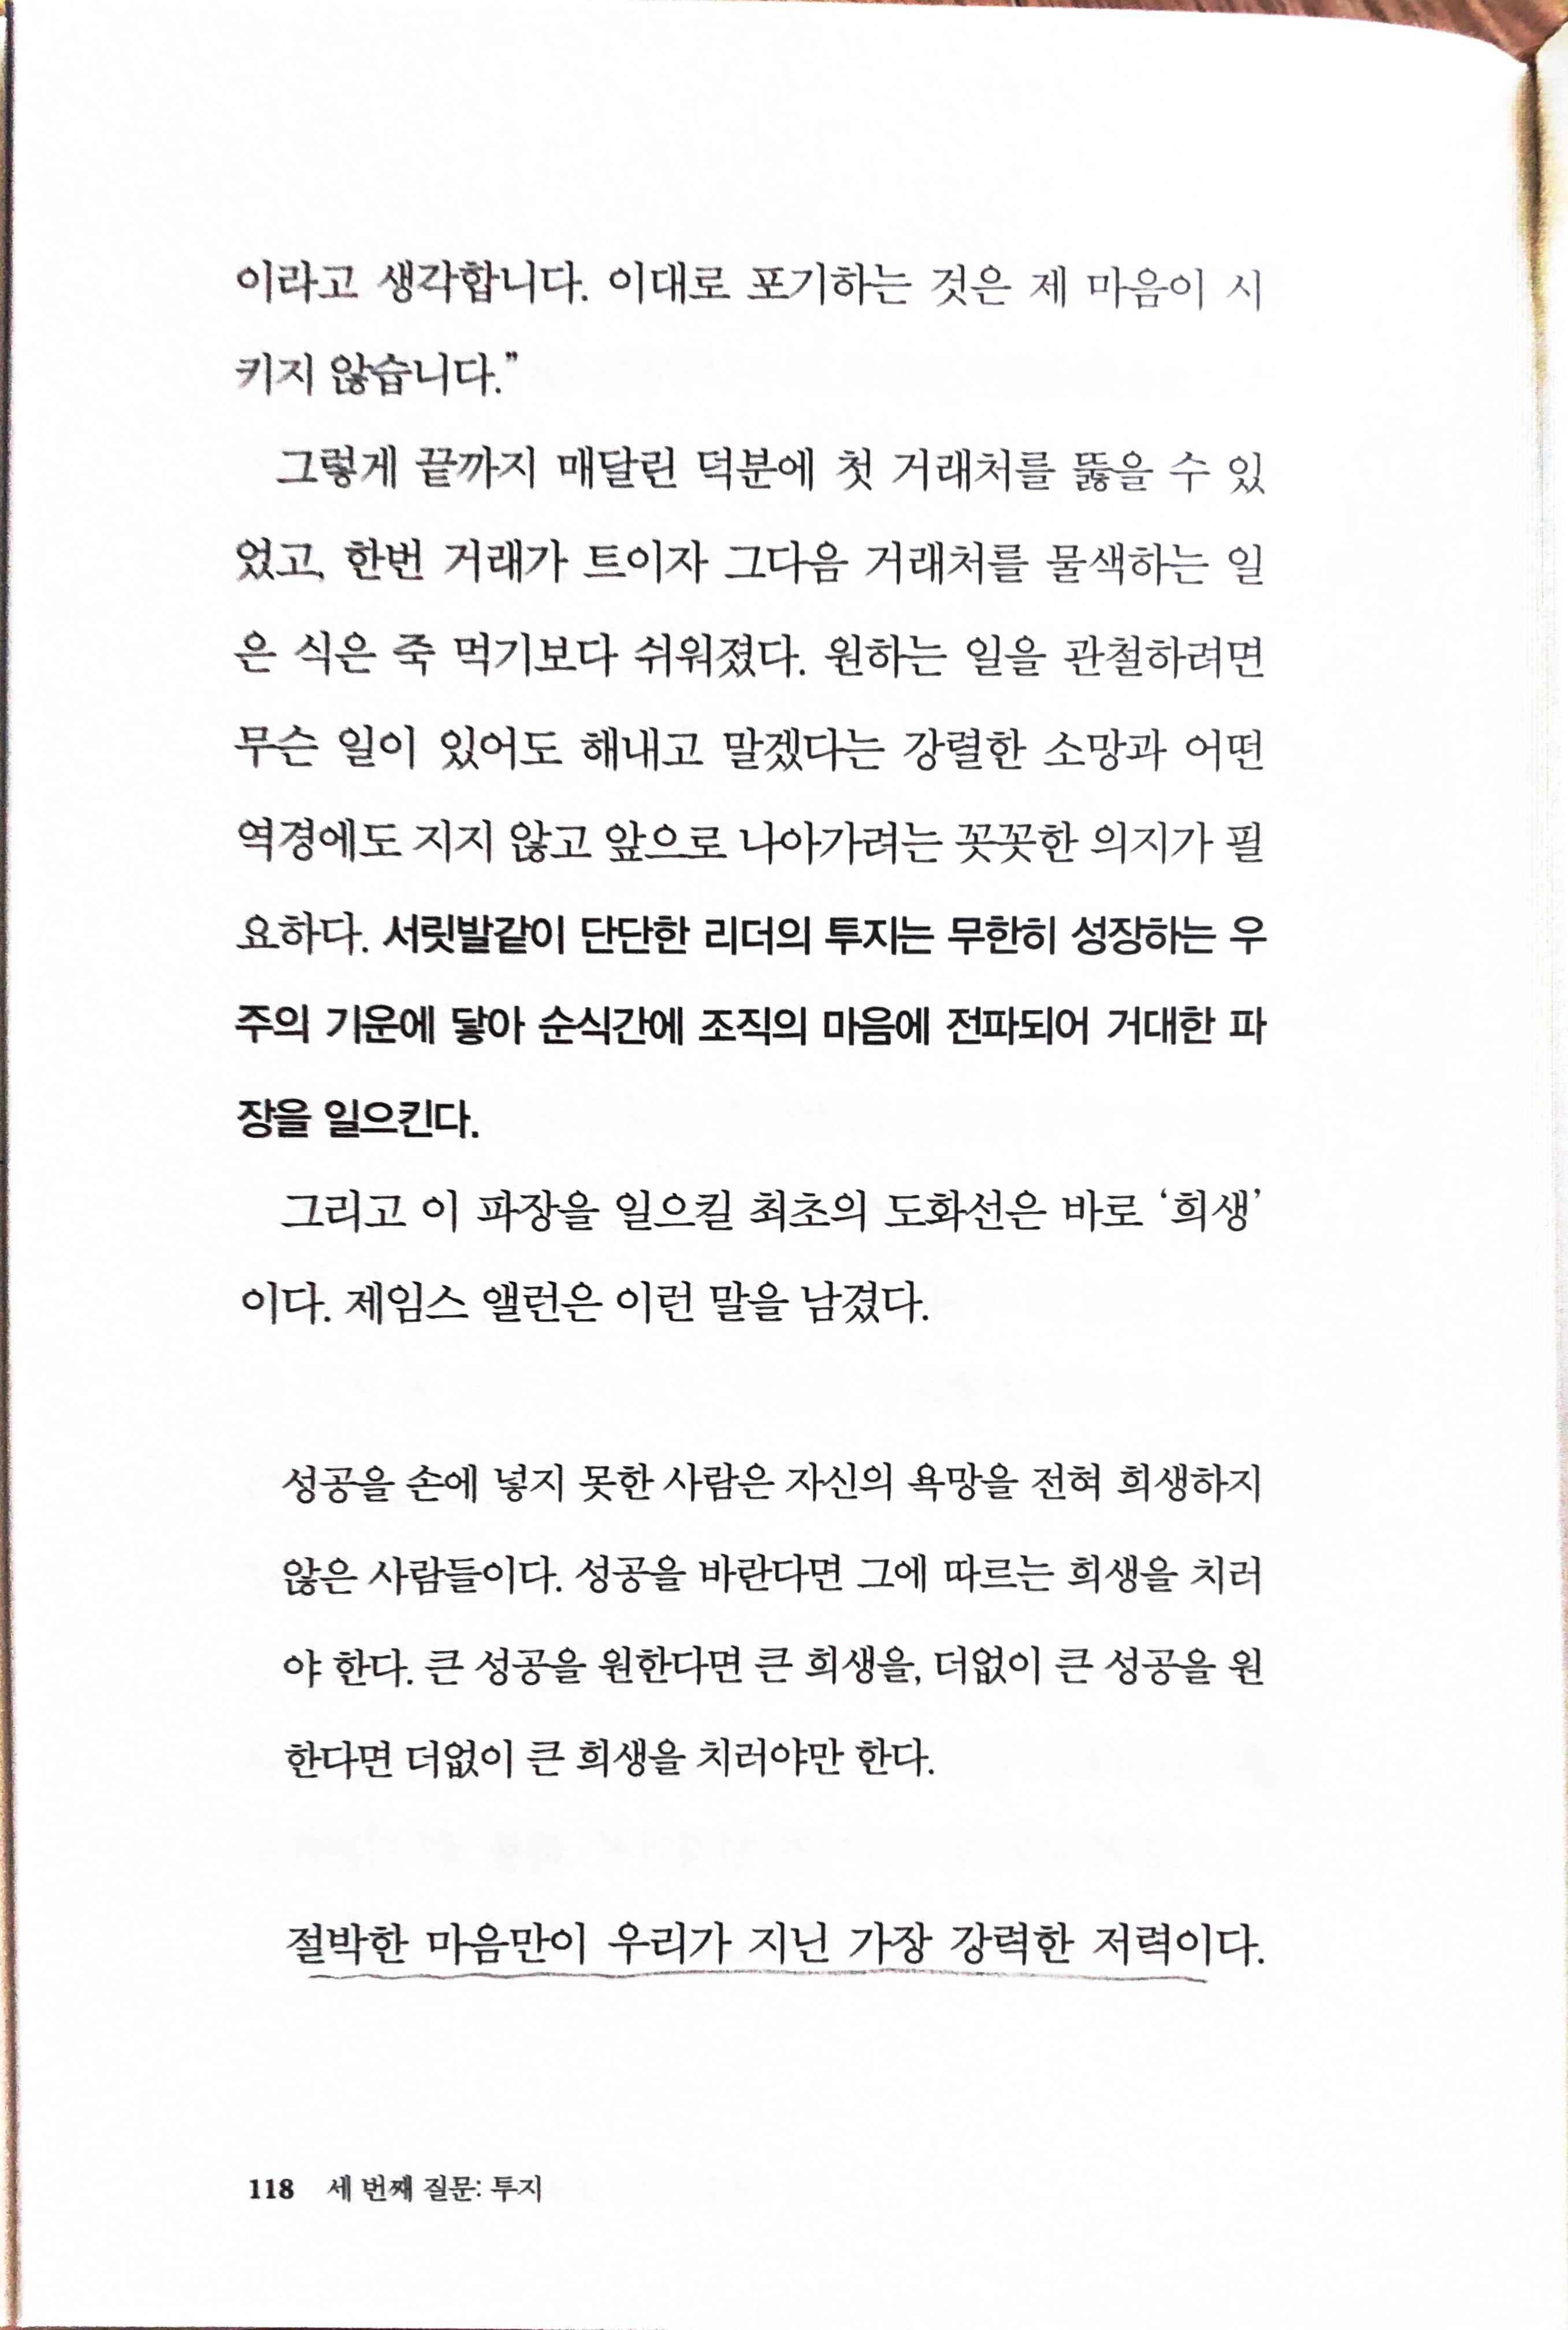 이라고 생각합니다. 이대로 포기하는 것은 제 마음이 시
키지 않습니다.”
그렇게 끝까지 매달린 덕분에 첫 거래처를 뚫을 수 있
었고, 한번 거래가 트이자 그다음 거래처를 물색하는 일
은 식은 죽 먹기보다 쉬워졌다. 원하는 일을 관철하려면
무슨 일이 있어도 해내고 말겠다는 강렬한 소망과 어떤
역경에도 지지 않고 앞으로 나아가려는 꼿꼿한 의지가 필
요하다. 서릿발같이 단단한 리더의 투지는 무한히 성장하는 우
주의 기운에 닿아 순식간에 조직의 마음에 전파되어 거대한 파
장을 일으킨다.
그리고 이 파장을 일으킬 최초의 도화선은 바로 ‘희생’
이다. 제임스 앨런은 이런 말을 남겼다.
성공을 손에 넣지 못한 사람은 자신의 욕망을 전혀 희생하지
않은 사람들이다. 성공을 바란다면 그에 따르는 희생을 치러
야 한다. 큰 성공을 원한다면 큰 희생을, 더없이 큰 성공을 원
한다면 더없이 큰 희생을 치러야만 한다.
절박한 마음만이 우리가 지닌 가장 강력한 저력이다.
118 세 번째 질문: 투지